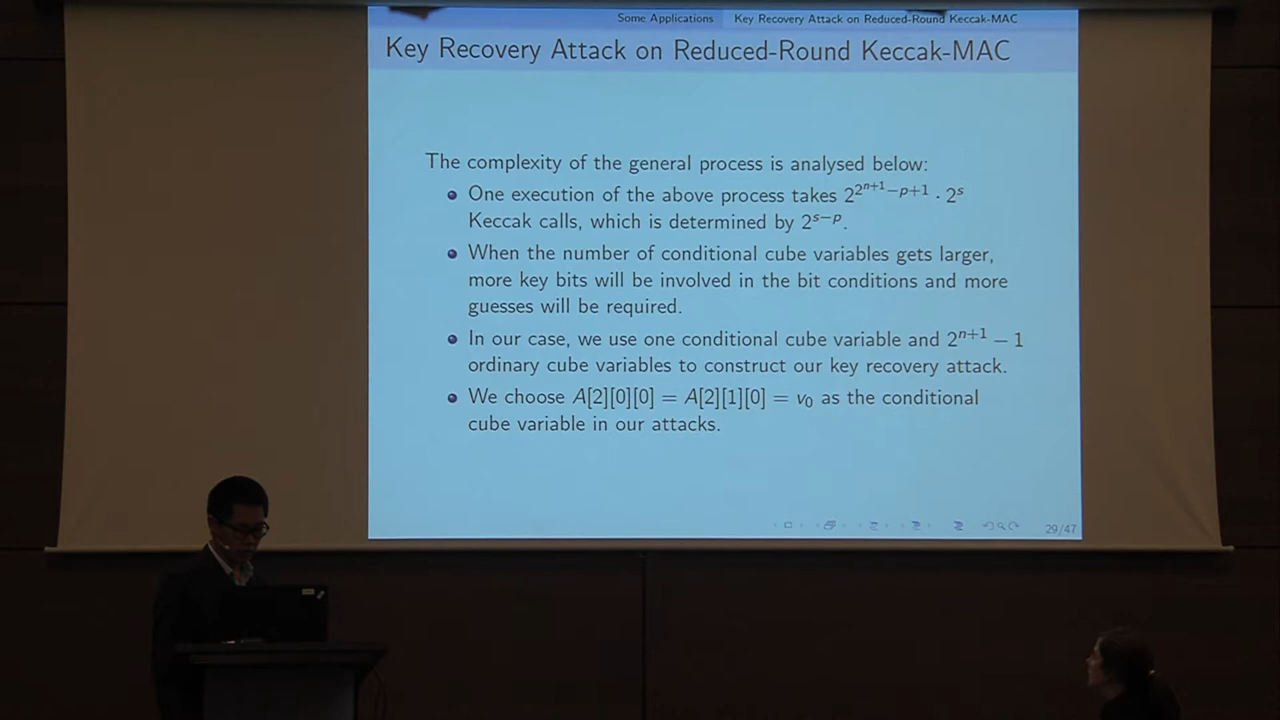 Some Applications Key Recovery Attack on Reduced-Round Keccak-MAC
Key Recovery Attack on Reduced-Round Keccak-MAC
The complexity of the general process is analysed below:
One execution of the above process takes 2^{2^{n+1}−p+1} · 2^s
Keccak calls, which is determined by 2^{s−p}.
When the number of conditional cube variables gets larger,
more key bits will be involved in the bit conditions and more
guesses will be required.
In our case, we use one conditional cube variable and 2^{n+1} − 1
ordinary cube variables to construct our key recovery attack.
We choose A[2][0][0] = A[2][1][0] = v₀ as the conditional
cube variable in our attacks.
29/47